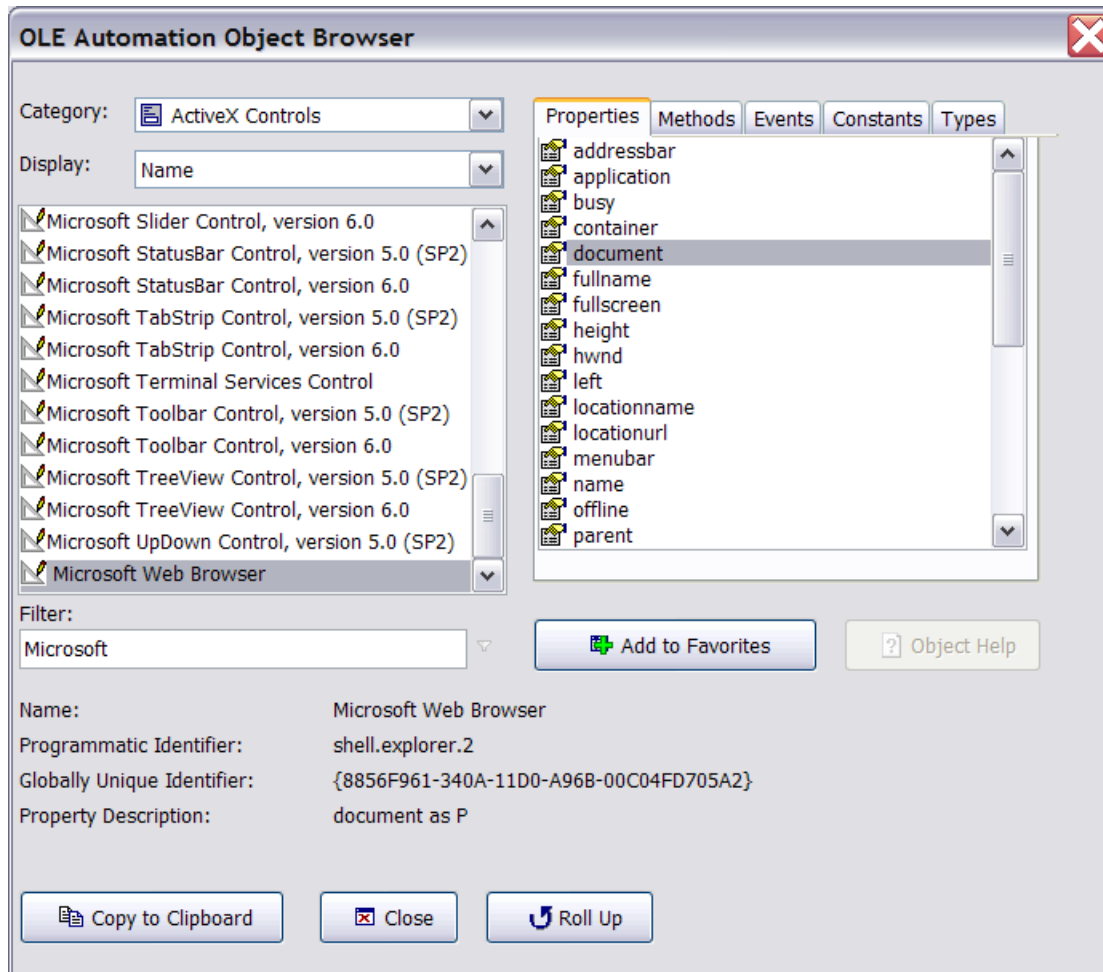 OLE Automation Object Browser
Category:
ActiveX Controls
Display:
Name
Microsoft Slider Control, version 6.0
Microsoft StatusBar Control, version 5.0 (SP2)
Microsoft StatusBar Control, version 6.0
Microsoft TabStrip Control, version 5.0 (SP2)
Microsoft TabStrip Control, version 6.0
Microsoft Terminal Services Control
Microsoft Toolbar Control, version 5.0 (SP2)
Microsoft Toolbar Control, version 6.0
Microsoft TreeView Control, version 5.0 (SP2)
Microsoft TreeView Control, version 6.0
Microsoft UpDown Control, version 5.0 (SP2)
Microsoft Web Browser
Filter:
Microsoft
Properties Methods Events Constants Types
addressbar
application
busy
container
document
fullname
fullscreen
height
hwnd
left
locationname
locationurl
menubar
name
offline
parent
Add to Favorites
Object Help
Name: Microsoft Web Browser
Programmatic Identifier: shell.explorer.2
Globally Unique Identifier: {8856F961-340A-11D0-A96B-00C04FD705A2}
Property Description: document as P
Copy to Clipboard
Close
Roll Up